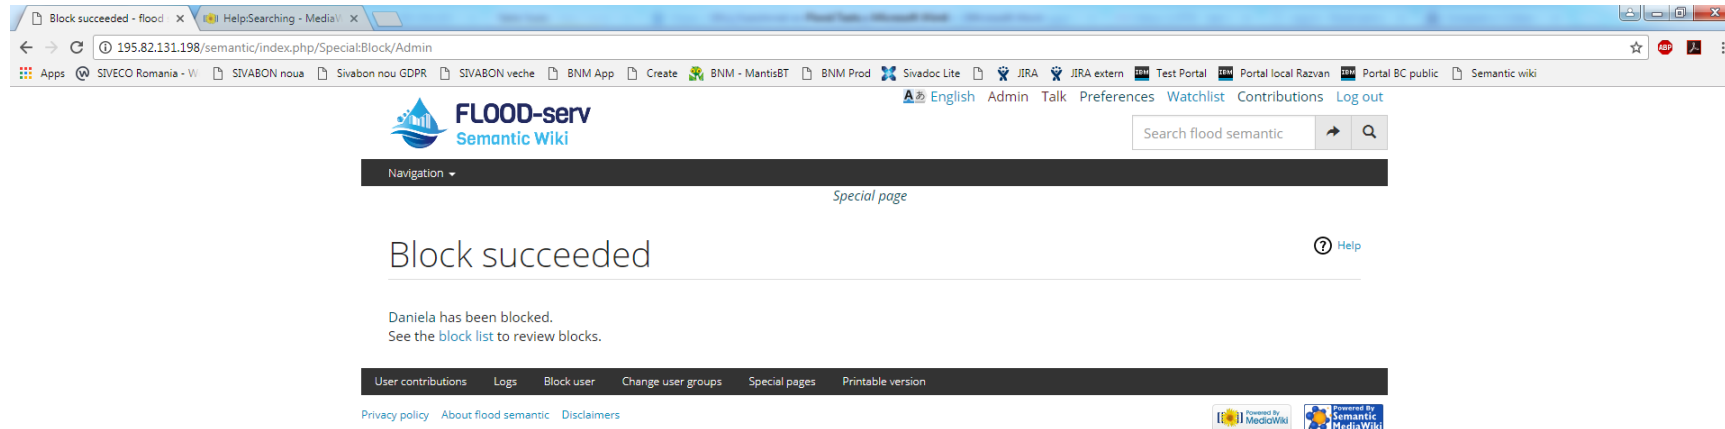 Block succeeded - flood
Help:Searching - MediaW
195.82.131.198/semantic/index.php/Special:Block/Admin
ABP
Apps SIVECO Romania - W SIVABON noua Sivabon nou GDPR SIVABON veche BNM App Create BNM - MantisBT BNM Prod Sivadoc Lite JIRA JIRA extern Test Portal Portal local Razvan Portal BC public Semantic wiki
English Admin Talk Preferences Watchlist Contributions Log out
FLOOD-serv
Semantic Wiki
Search flood semantic
Navigation
Special page
Block succeeded
Help
Daniela has been blocked.
See the block list to review blocks.
User contributions Logs Block user Change user groups Special pages Printable version
Privacy policy About flood semantic Disclaimers
Powered By
MediaWiki
Powered By
Semantic
MediaWiki